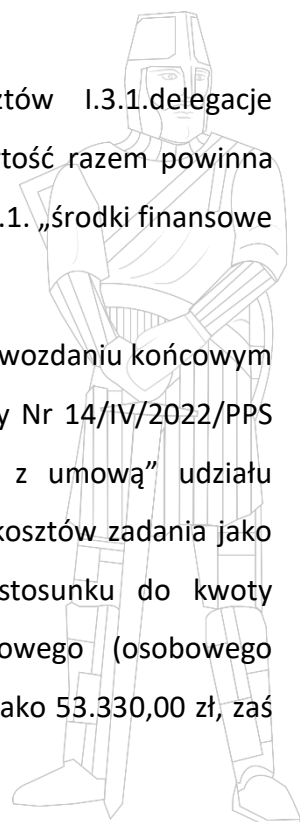 ztów I.3.1.delegacje
rtość razem powinna
.1. „środki finansowe
wozdaniu końcowym
y Nr 14/IV/2022/PPS
z umową” udziału
kosztów zadania jako
stosunku do kwoty
owego (osobowego
ako 53.330,00 zł, zaś